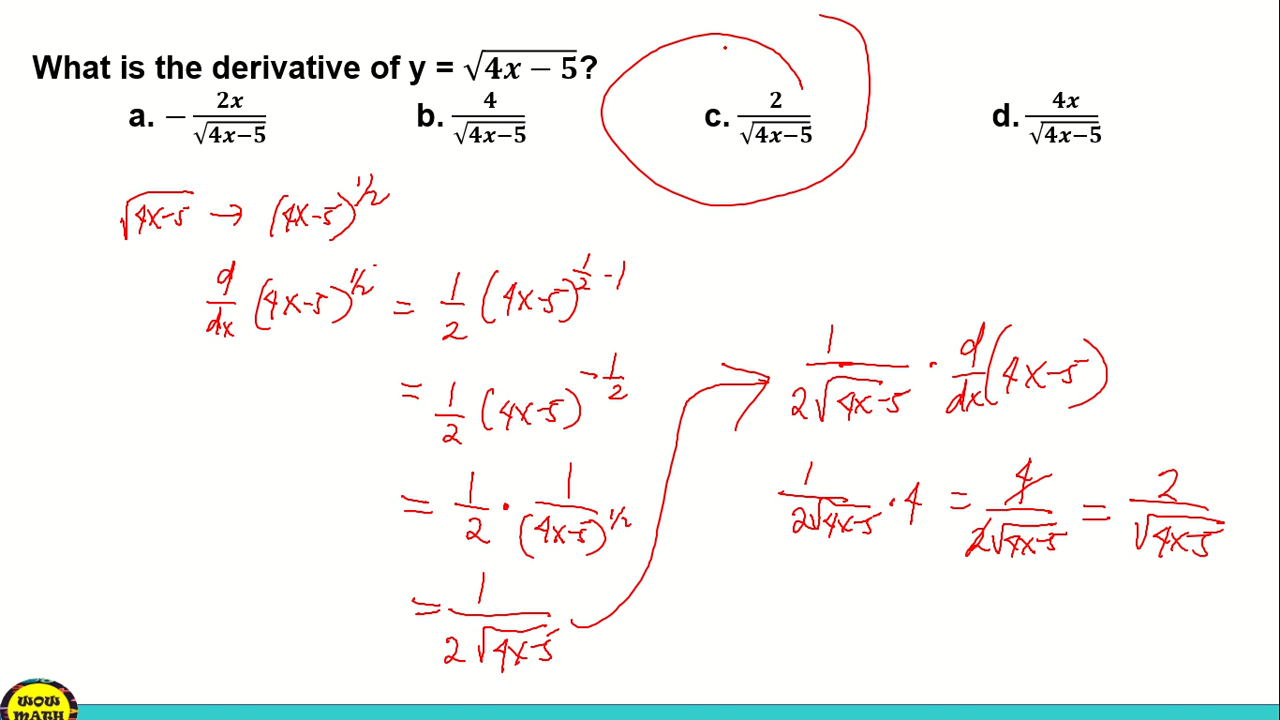 What is the derivative of y = √(4x − 5)?
a. − 2x/√(4x−5) b. 4/√(4x−5) c. 2/√(4x−5) d. 4x/√(4x−5)
√(4x−5) → (4x−5)^1/2
d/dx (4x−5)^1/2 = 1/2 (4x−5)^(1/2 −1)
= 1/2 (4x−5)^−1/2
= 1/2 · 1/(4x−5)^1/2
= 1/(2√(4x−5))
1/(2√(4x−5)) · d/dx (4x−5)
1/(2√(4x−5)) · 4 = 4/(2√(4x−5)) = 2/√(4x−5)
WOW
MATH